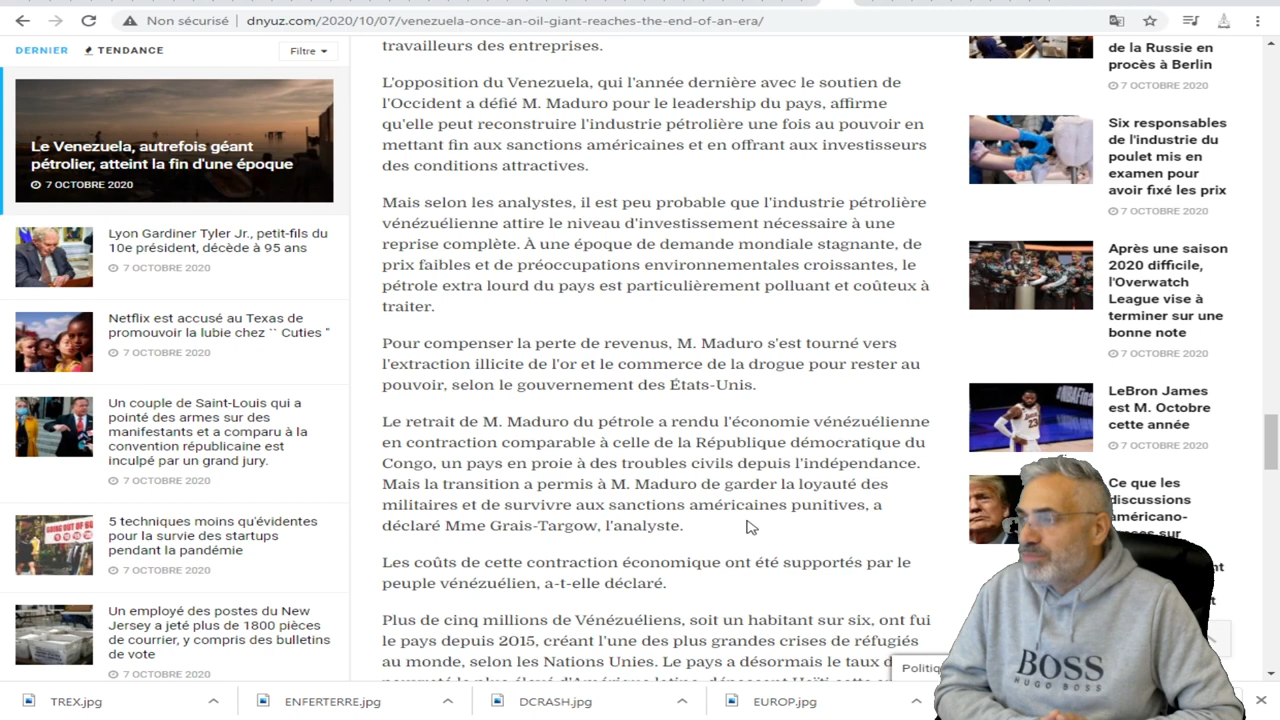 Non sécurisé
dnyuz.com/2020/10/07/venezuela-once-an-oil-giant-reaches-the-end-of-an-era/
DERNIER
TENDANCE
Filtre
Le Venezuela, autrefois géant
pétrolier, atteint la fin d'une époque
7 OCTOBRE 2020
Lyon Gardiner Tyler Jr., petit-fils du
10e président, décède à 95 ans
7 OCTOBRE 2020
Netflix est accusé au Texas de
promouvoir la lubie chez `` Cuties "
7 OCTOBRE 2020
Un couple de Saint-Louis qui a
pointé des armes sur des
manifestants et a comparu à la
convention républicaine est
inculpé par un grand jury.
7 OCTOBRE 2020
5 techniques moins qu'évidentes
pour la survie des startups
pendant la pandémie
7 OCTOBRE 2020
Un employé des postes du New
Jersey a jeté plus de 1800 pièces
de courrier, y compris des bulletins
de vote
7 OCTOBRE 2020
travailleurs des entreprises.
L'opposition du Venezuela, qui l'année dernière avec le soutien de
l'Occident a défié M. Maduro pour le leadership du pays, affirme
qu'elle peut reconstruire l'industrie pétrolière une fois au pouvoir en
mettant fin aux sanctions américaines et en offrant aux investisseurs
des conditions attractives.
Mais selon les analystes, il est peu probable que l'industrie pétrolière
vénézuélienne attire le niveau d'investissement nécessaire à une
reprise complète. À une époque de demande mondiale stagnante, de
prix faibles et de préoccupations environnementales croissantes, le
pétrole extra lourd du pays est particulièrement polluant et coûteux à
traiter.
Pour compenser la perte de revenus, M. Maduro s'est tourné vers
l'extraction illicite de l'or et le commerce de la drogue pour rester au
pouvoir, selon le gouvernement des États-Unis.
Le retrait de M. Maduro du pétrole a rendu l'économie vénézuélienne
en contraction comparable à celle de la République démocratique du
Congo, un pays en proie à des troubles civils depuis l'indépendance.
Mais la transition a permis à M. Maduro de garder la loyauté des
militaires et de survivre aux sanctions américaines punitives, a
déclaré Mme Grais-Targow, l'analyste.
Les coûts de cette contraction économique ont été supportés par le
peuple vénézuélien, a-t-elle déclaré.
Plus de cinq millions de Vénézuéliens, soit un habitant sur six, ont fui
le pays depuis 2015, créant l'une des plus grandes crises de réfugiés
au monde, selon les Nations Unies. Le pays a désormais le taux
de la Russie en
procès à Berlin
7 OCTOBRE 2020
Six responsables
de l'industrie du
poulet mis en
examen pour
avoir fixé les prix
7 OCTOBRE 2020
Après une saison
2020 difficile,
l'Overwatch
League vise à
terminer sur une
bonne note
7 OCTOBRE 2020
LeBron James
est M. Octobre
cette année
7 OCTOBRE 2020
Ce que les
discussions
américano-
sur
Politiq
BOSS
HUGO BOSS
TREX.jpg
ENFERTERRE.jpg
DCRASH.jpg
EUROP.jpg